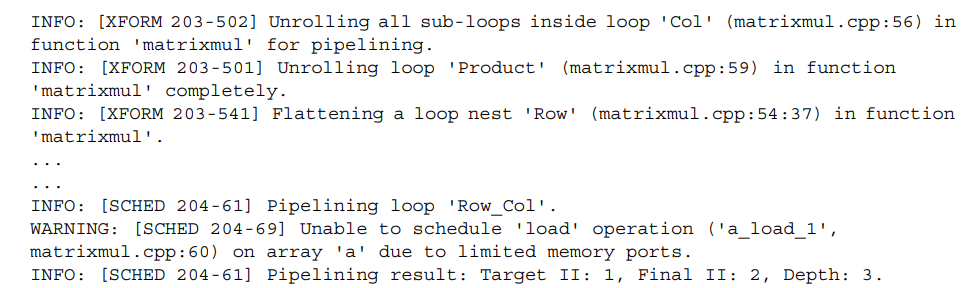 INFO: [XFORM 203-502] Unrolling all sub-loops inside loop 'Col' (matrixmul.cpp:56) in
function 'matrixmul' for pipelining.
INFO: [XFORM 203-501] Unrolling loop 'Product' (matrixmul.cpp:59) in function
'matrixmul' completely.
INFO: [XFORM 203-541] Flattening a loop nest 'Row' (matrixmul.cpp:54:37) in function
'matrixmul'.
...
...
INFO: [SCHED 204-61] Pipelining loop 'Row_Col'.
WARNING: [SCHED 204-69] Unable to schedule 'load' operation ('a_load_1',
matrixmul.cpp:60) on array 'a' due to limited memory ports.
INFO: [SCHED 204-61] Pipelining result: Target II: 1, Final II: 2, Depth: 3.